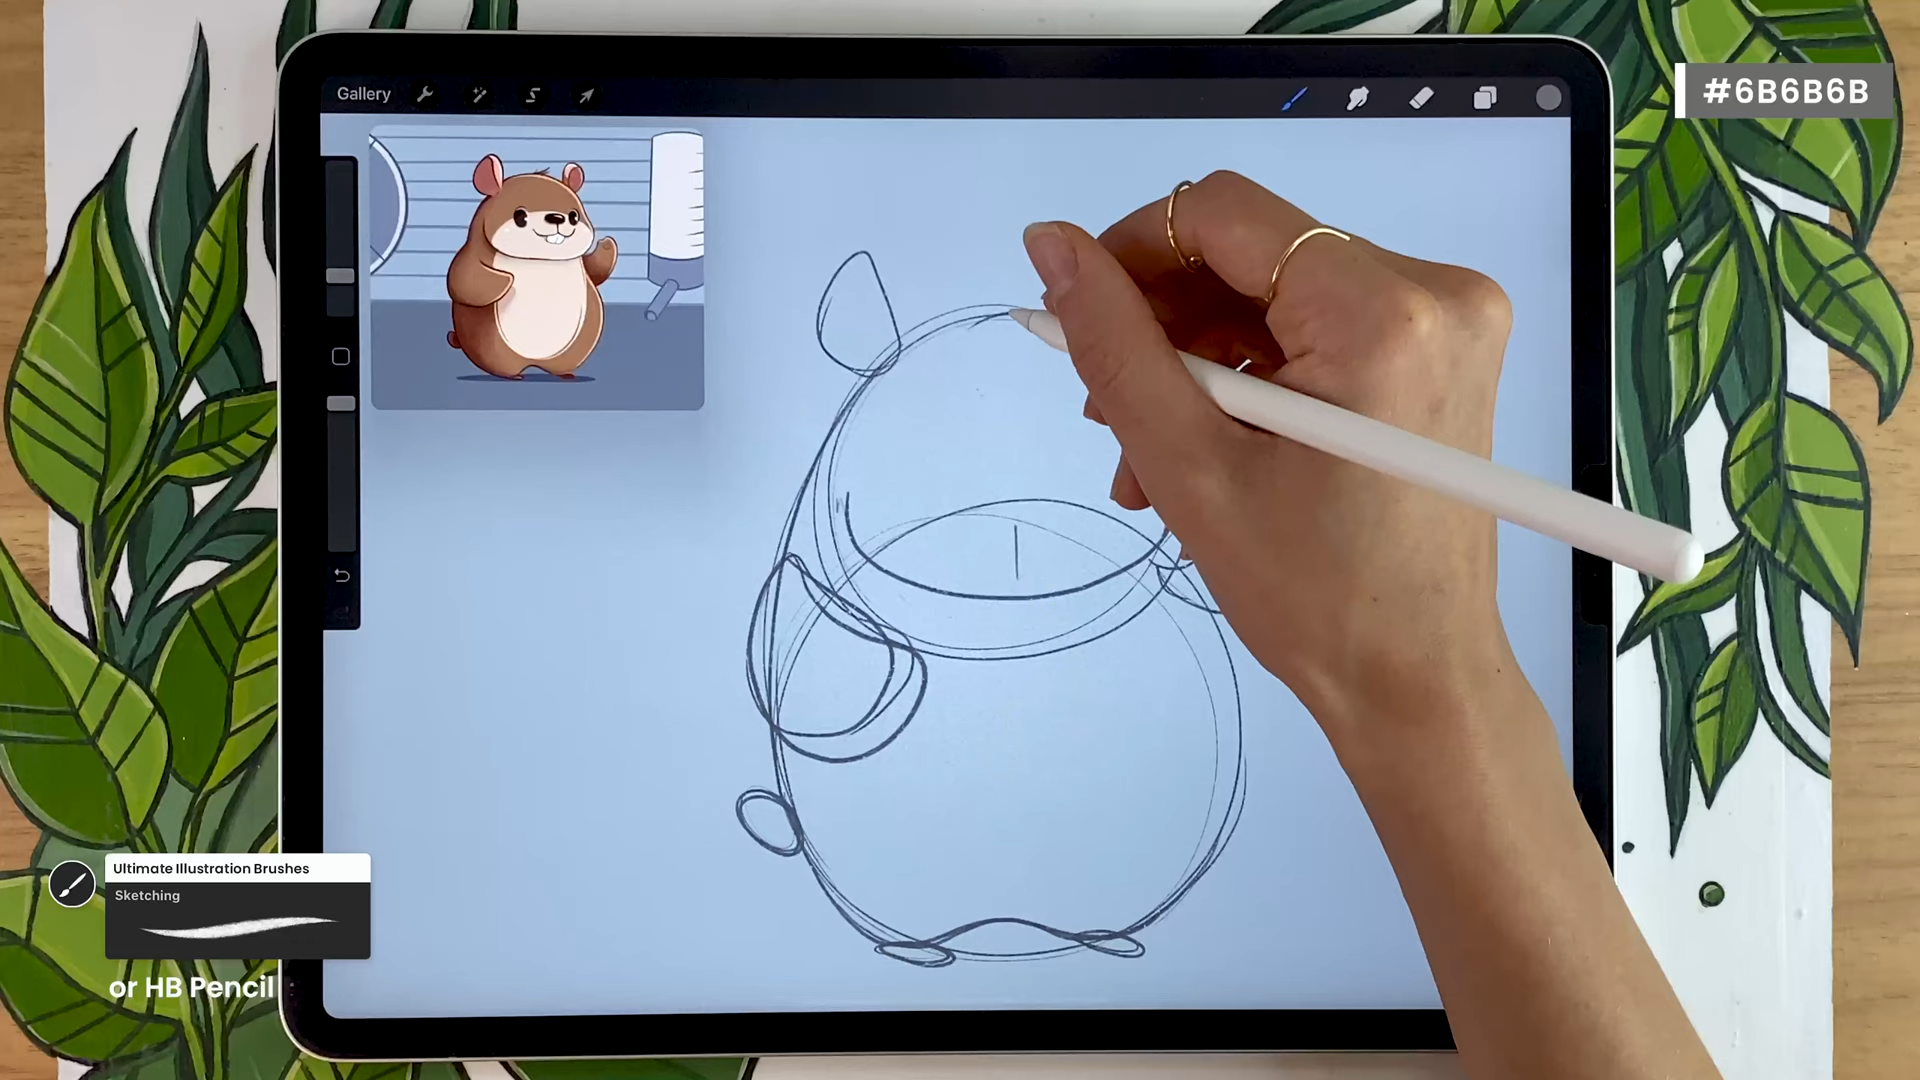 Gallery
#6B6B6B
Ultimate Illustration Brushes
Sketching
or HB Pencil